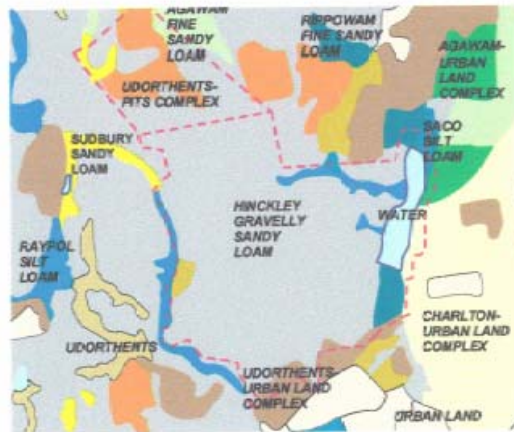 AGAWAM
FINE
SANDY
LOAM
RIPPOWAM
FINE SANDY
LOAM
AGAWAM-
URBAN
LAND
COMPLEX
UDORTHENTS-
PITS COMPLEX
SUDBURY
SANDY
LOAM
SACO
SILT
LOAM
HINCKLEY
GRAVELLY
SANDY
LOAM
WATER
RAYPOL
SILT
LOAM
UDORTHENTS
CHARLTON-
URBAN LAND
COMPLEX
UDORTHENTS-
URBAN LAND
COMPLEX
URBAN LAND